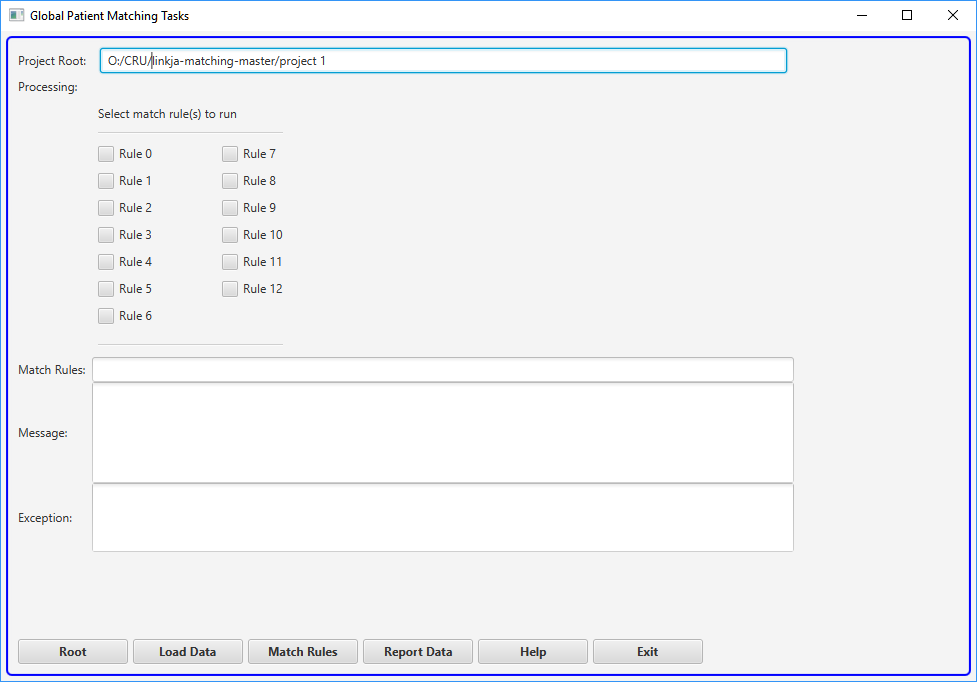 Global Patient Matching Tasks
Project Root: O:/CRU/linkja-matching-master/project 1
Processing:
Select match rule(s) to run
Rule 0 Rule 7
Rule 1 Rule 8
Rule 2 Rule 9
Rule 3 Rule 10
Rule 4 Rule 11
Rule 5 Rule 12
Rule 6
Match Rules:
Message:
Exception:
Root Load Data Match Rules Report Data Help Exit